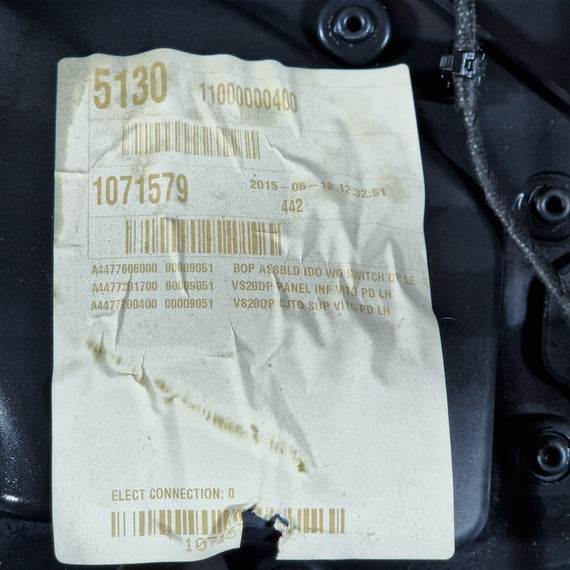 5130 11000000400
1071579 2015-06-12 12:32:51
442
A4477606000 00009051 BOP ASSBLD IDO WO SWITCH DP LE
A4477201700 00009051 VS20DP PANEL INF VITO PD LH
A4477200400 00009051 VS20DP CJTO SUP VITO PD LH
ELECT CONNECTION: 0